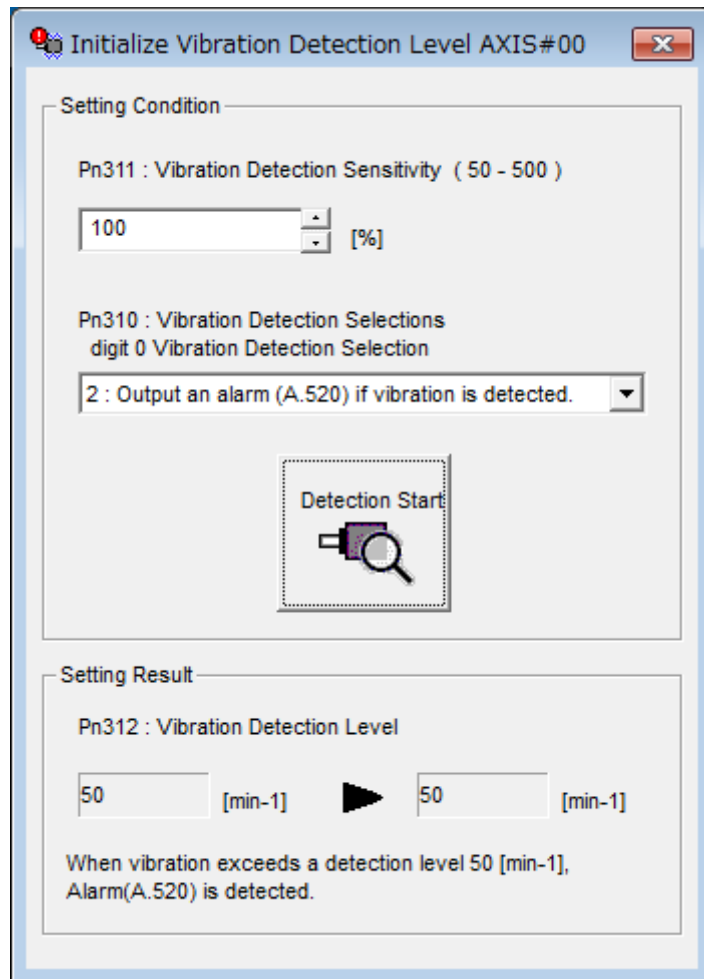 Initialize Vibration Detection Level AXIS#00
Setting Condition
Pn311 : Vibration Detection Sensitivity ( 50 - 500 )
100
[%]
Pn310 : Vibration Detection Selections
digit 0 Vibration Detection Selection
2 : Output an alarm (A.520) if vibration is detected.
Detection Start
Setting Result
Pn312 : Vibration Detection Level
50 [min-1] 50 [min-1]
When vibration exceeds a detection level 50 [min-1],
Alarm(A.520) is detected.